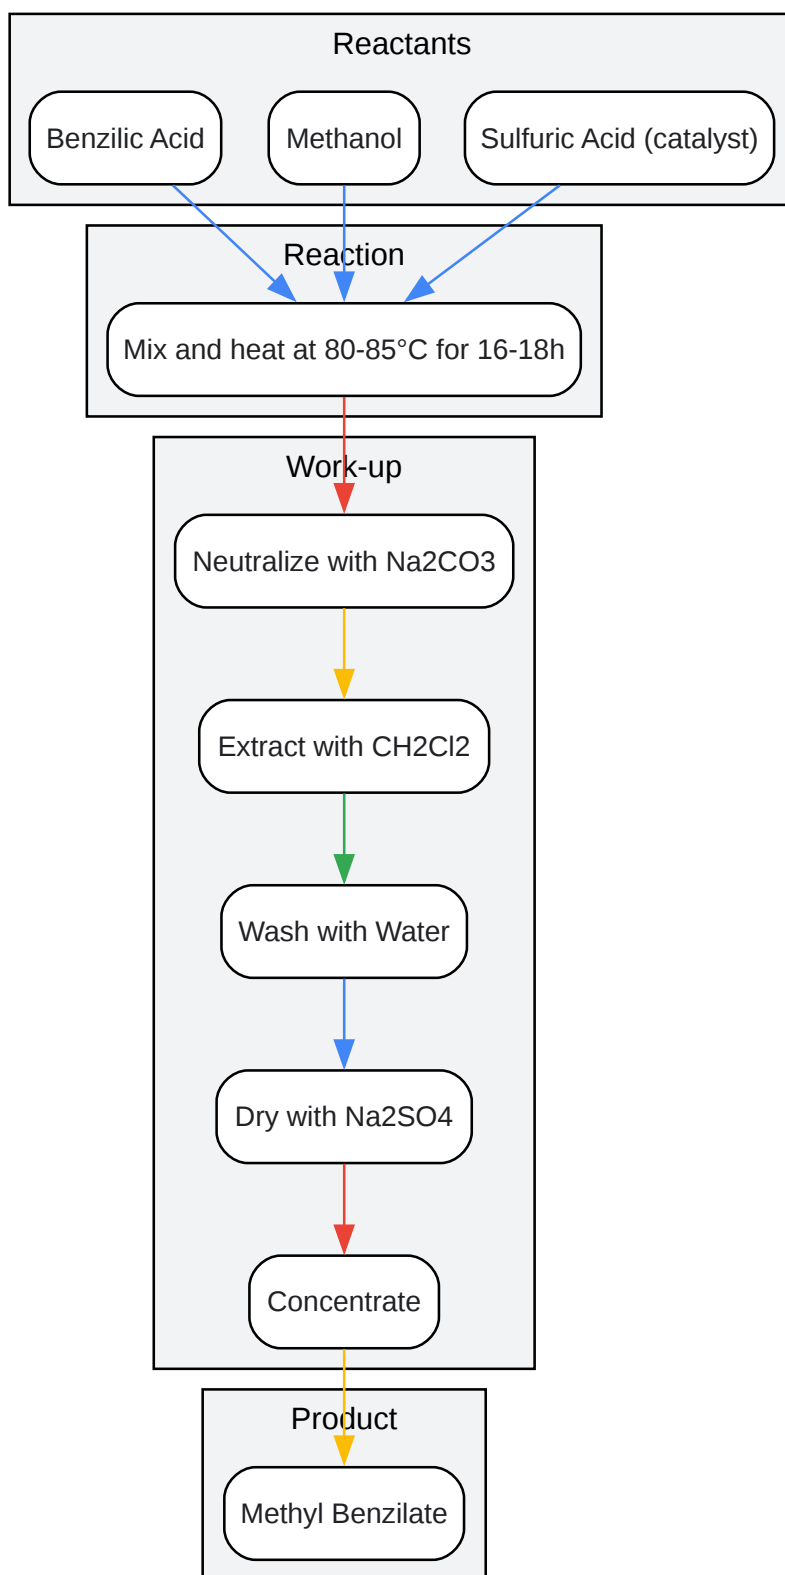 Reactants
Benzilic Acid
Methanol
Sulfuric Acid (catalyst)
Reaction
Mix and heat at 80-85°C for 16-18h
Work-up
Neutralize with Na2CO3
Extract with CH2Cl2
Wash with Water
Dry with Na2SO4
Concentrate
Product
Methyl Benzilate